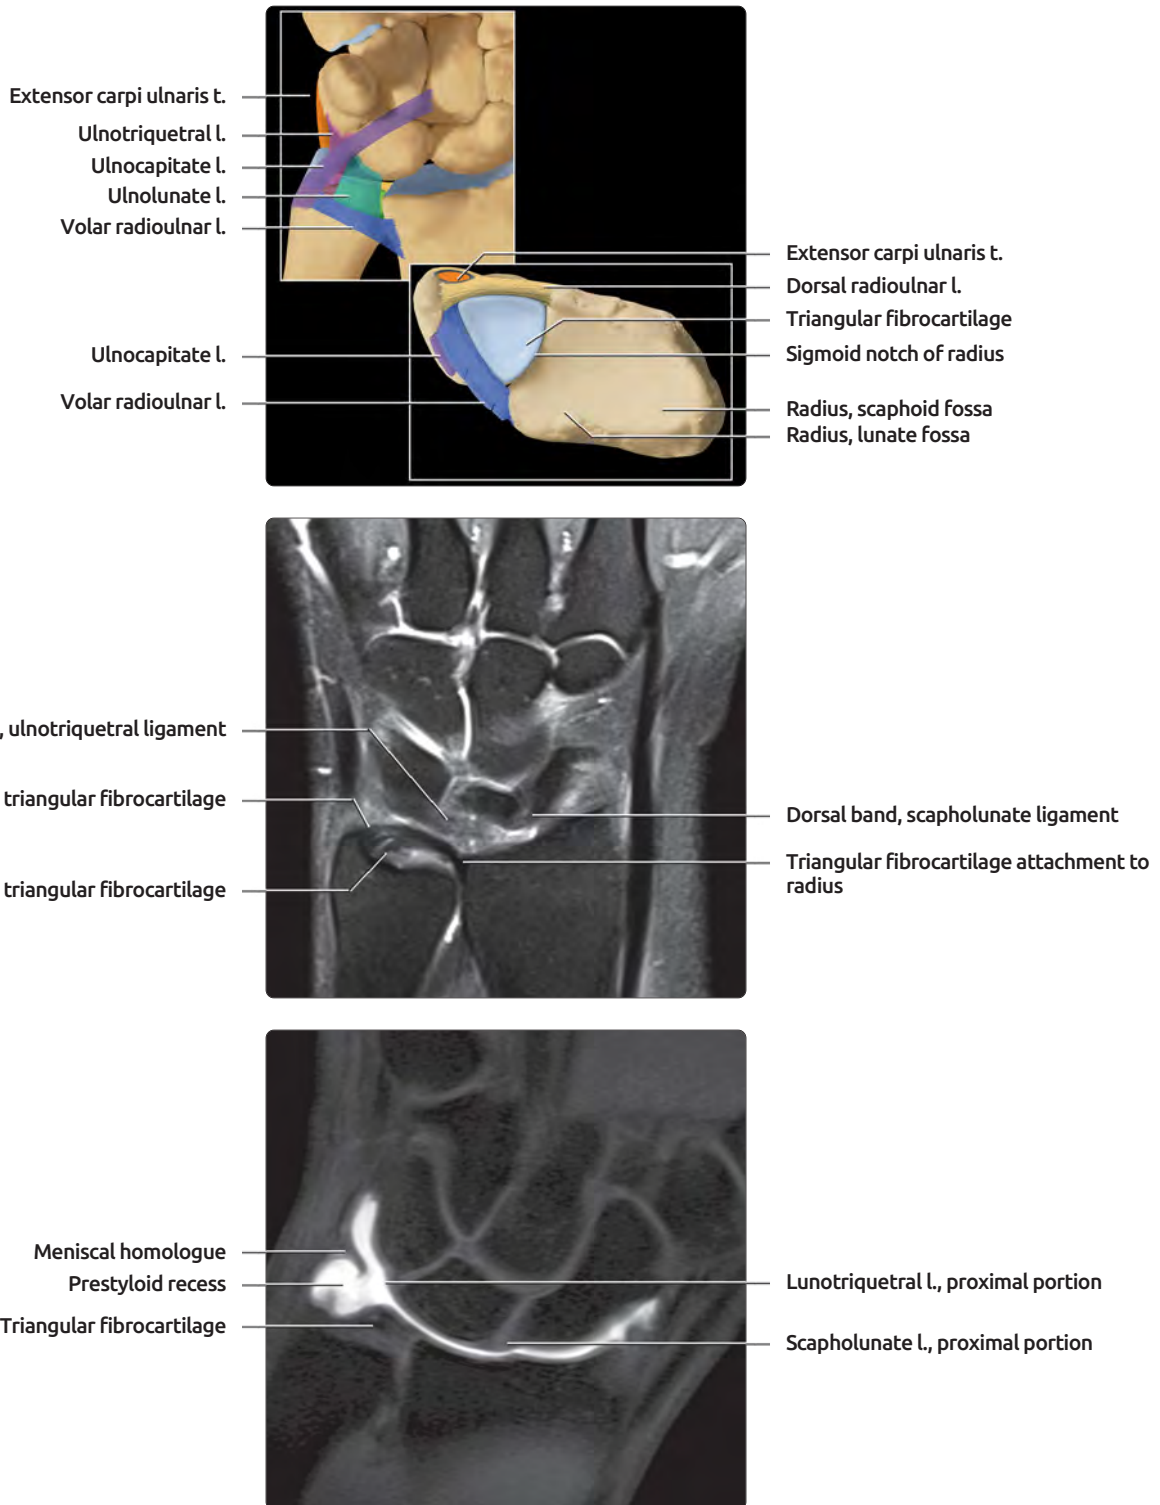 Extensor carpi ulnaris t.
Ulnotriquetral l.
Ulnocapitate l.
Ulnolunate l.
Volar radioulnar l.
Extensor carpi ulnaris t.
Dorsal radioulnar l.
Triangular fibrocartilage
Sigmoid notch of radius
Ulnocapitate l.
Volar radioulnar l.
Radius, scaphoid fossa
Radius, lunate fossa
, ulnotriquetral ligament
triangular fibrocartilage
triangular fibrocartilage
Dorsal band, scapholunate ligament
Triangular fibrocartilage attachment to
radius
Meniscal homologue
Prestyloid recess
Triangular fibrocartilage
Lunotriquetral l., proximal portion
Scapholunate l., proximal portion